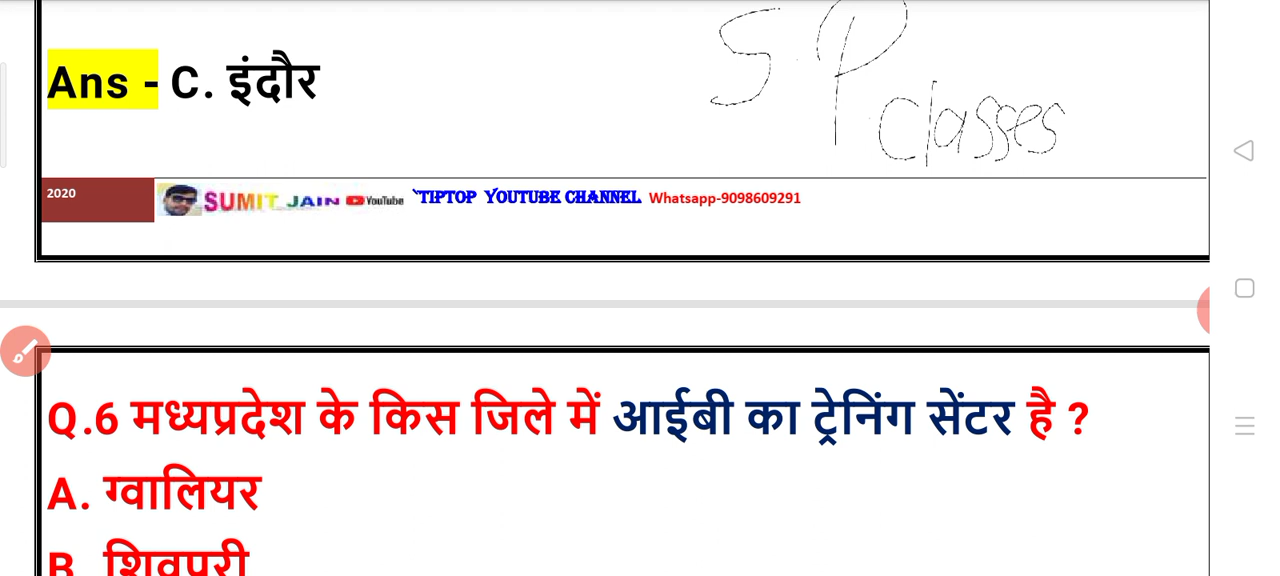 S P
classes
Ans - C. इंदौर
2020 SUMIT JAIN YouTube `TIPTOP YOUTUBE CHANNEL Whatsapp-9098609291
Q.6 मध्यप्रदेश के किस जिले में आईबी का ट्रेनिंग सेंटर है ?
A. ग्वालियर
B. शिवपुरी